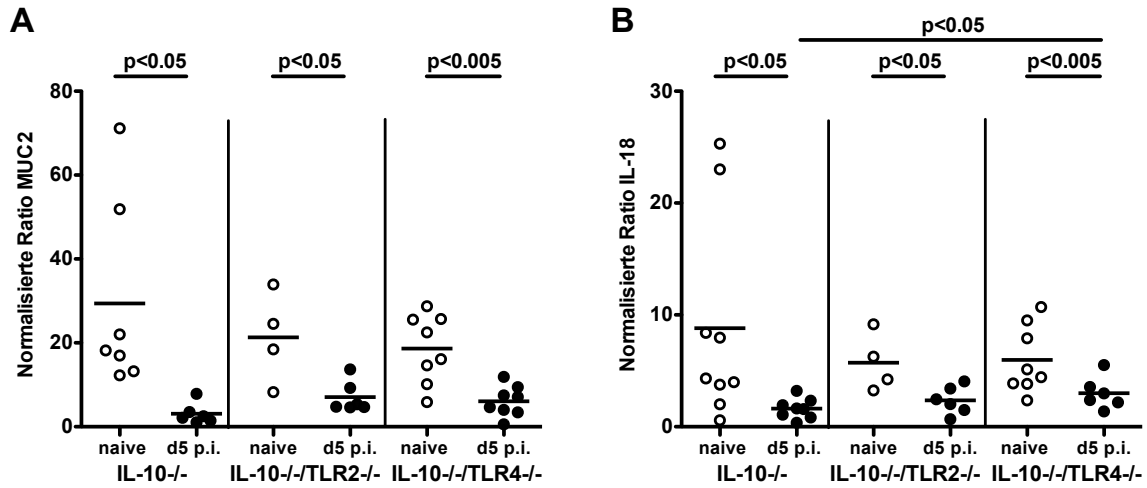 A
p<0.05
p<0.05
p<0.005
Normalisierte Ratio MUC2
80
60
40
20
0
naive d5 p.i. naive d5 p.i. naive d5 p.i.
IL-10-/- IL-10-/-/TLR2-/- IL-10-/-/TLR4-/-
B
p<0.05
p<0.05
p<0.05
p<0.005
Normalisierte Ratio IL-18
30
20
10
0
naive d5 p.i. naive d5 p.i. naive d5 p.i.
IL-10-/- IL-10-/-/TLR2-/- IL-10-/-/TLR4-/-